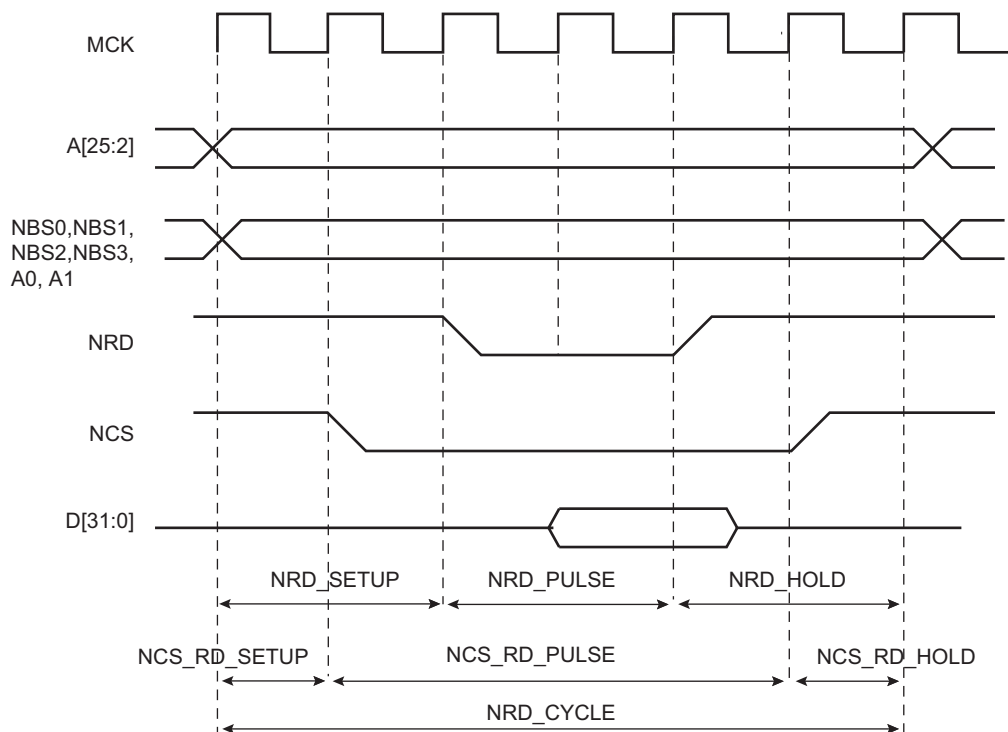 MCK
A[25:2]
NBS0,NBS1,
NBS2,NBS3,
A0, A1
NRD
NCS
D[31:0]
NRD_SETUP
NRD_PULSE
NRD_HOLD
NCS_RD_SETUP
NCS_RD_PULSE
NCS_RD_HOLD
NRD_CYCLE